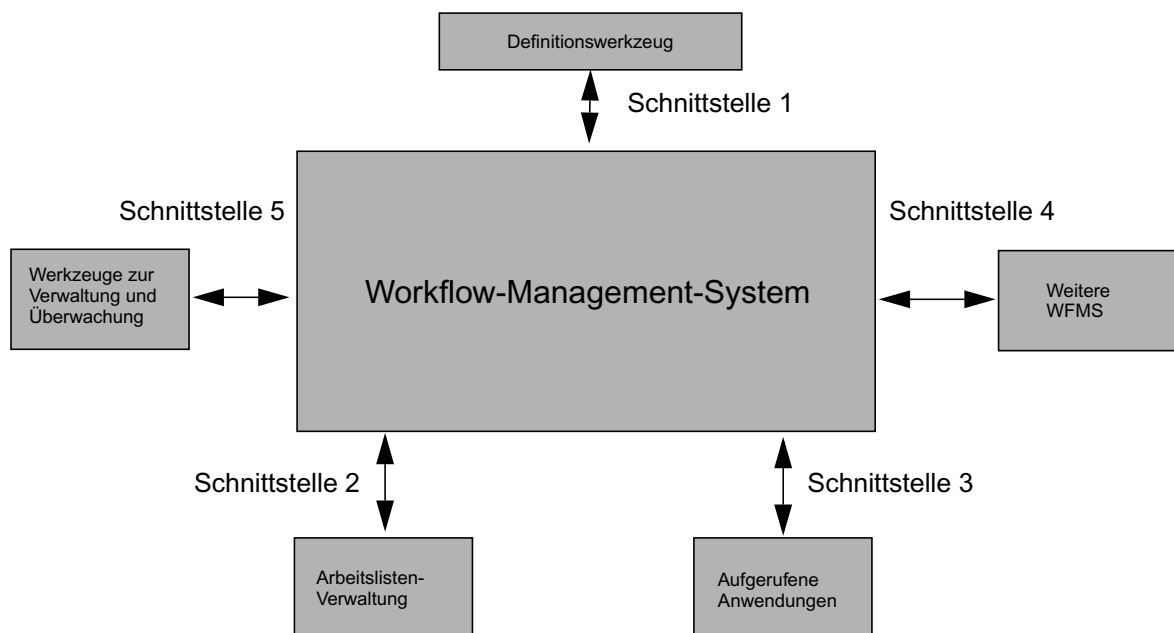 Definitionswerkzeug
Schnittstelle 1
Schnittstelle 5
Schnittstelle 4
Werkzeuge zur
Verwaltung und
Überwachung
Workflow-Management-System
Weitere
WFMS
Schnittstelle 2
Schnittstelle 3
Arbeitslisten-
Verwaltung
Aufgerufene
Anwendungen